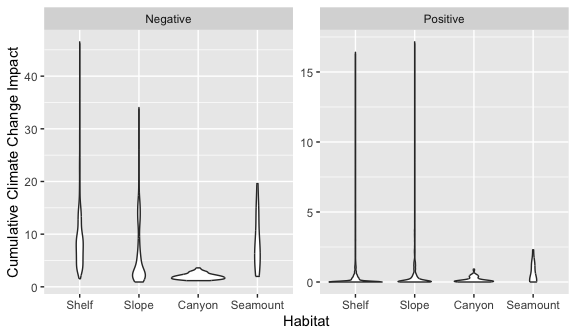 Negative
Positive
Cumulative Climate Change Impact
40
30
20
10
0
15
10
5
0
Shelf Slope Canyon Seamount
Shelf Slope Canyon Seamount
Habitat